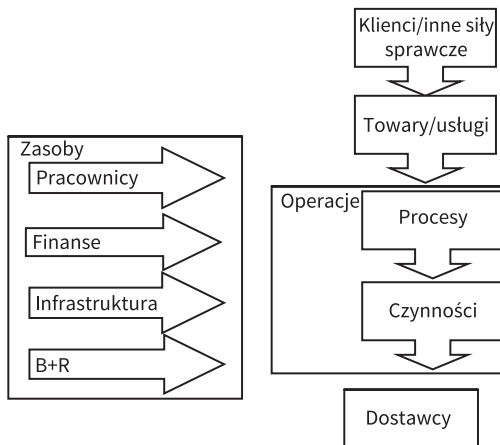 Klienci/inne siły
sprawcze
Towary/usługi
Zasoby
Pracownicy
Finanse
Infrastruktura
B+R
Operacje
Procesy
Czynności
Dostawcy